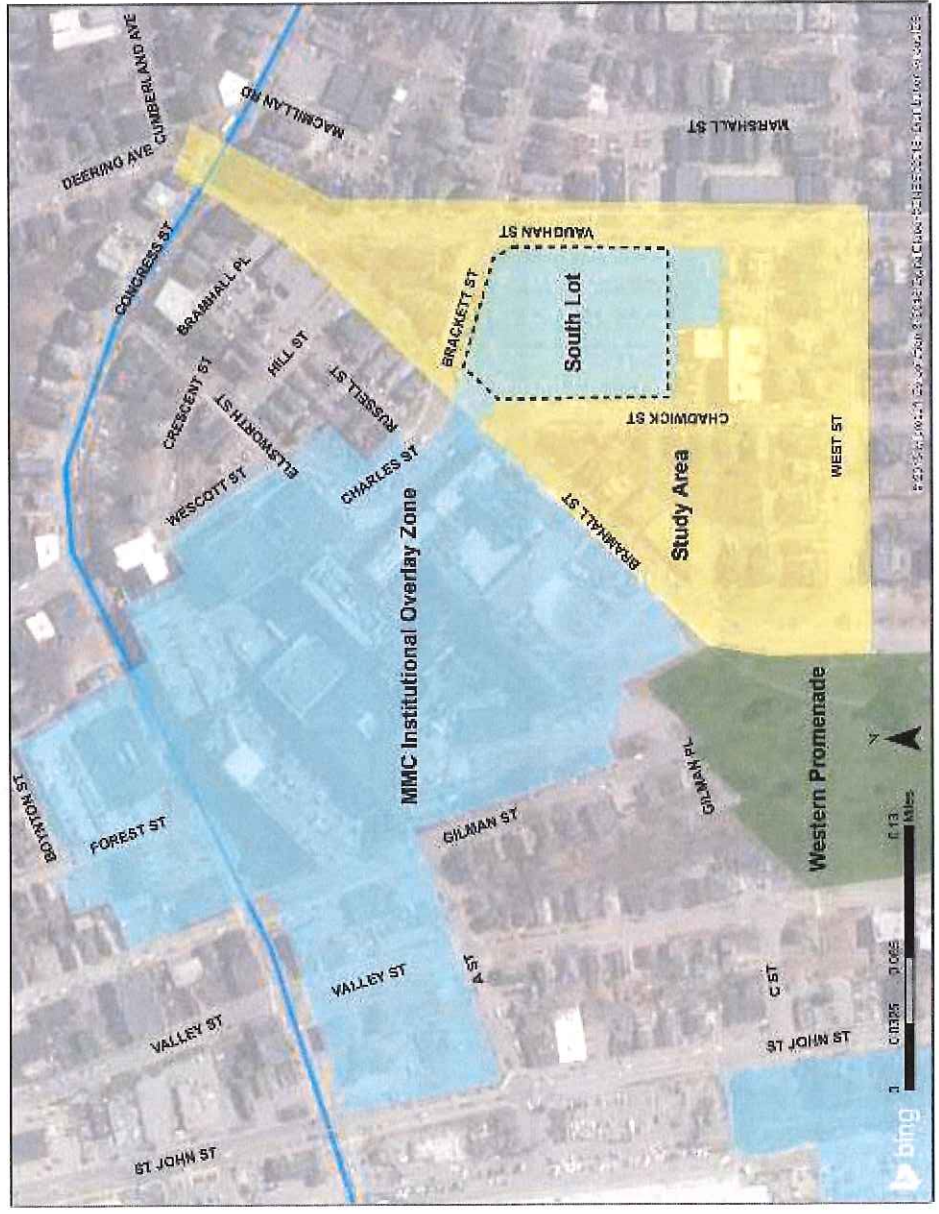 BOYNTON ST
FOREST ST
VALLEY ST
ST JOHN ST
VALLEY ST
A ST
GILMAN ST
GILMAN PL
C ST
ST JOHN ST
CONGRESS ST
DEERING AVE
CUMBERLAND AVE
MACMILLAN RD
BRAMHALL PL
CRESCENT ST
HILL ST
ELLSWORTH ST
WESCOTT ST
RUSSELL ST
CHARLES ST
MMC Institutional Overlay Zone
BRAMHALL ST
BRACKETT ST
VAUGHAN ST
South Lot
CHADWICK ST
Study Area
WEST ST
MARSHALL ST
Western Promenade
N
0 0.0325 0.065 0.13
Miles
bing